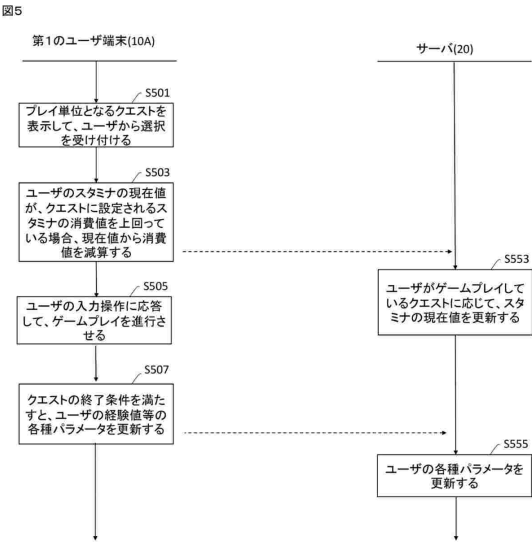 図5
第1のユーザ端末(10A)
サーバ(20)
S501
プレイ単位となるクエストを
表示して、ユーザから選択
を受け付ける
S503
ユーザのスタミナの現在値
が、クエストに設定されるス
タミナの消費値を上回って
いる場合、現在値から消費
値を減算する
S553
ユーザがゲームプレイして
いるクエストに応じて、スタ
ミナの現在値を更新する
S505
ユーザの入力操作に応答
して、ゲームプレイを進行さ
せる
S507
クエストの終了条件を満た
すと、ユーザの経験値等の
各種パラメータを更新する
S555
ユーザの各種パラメータを
更新する